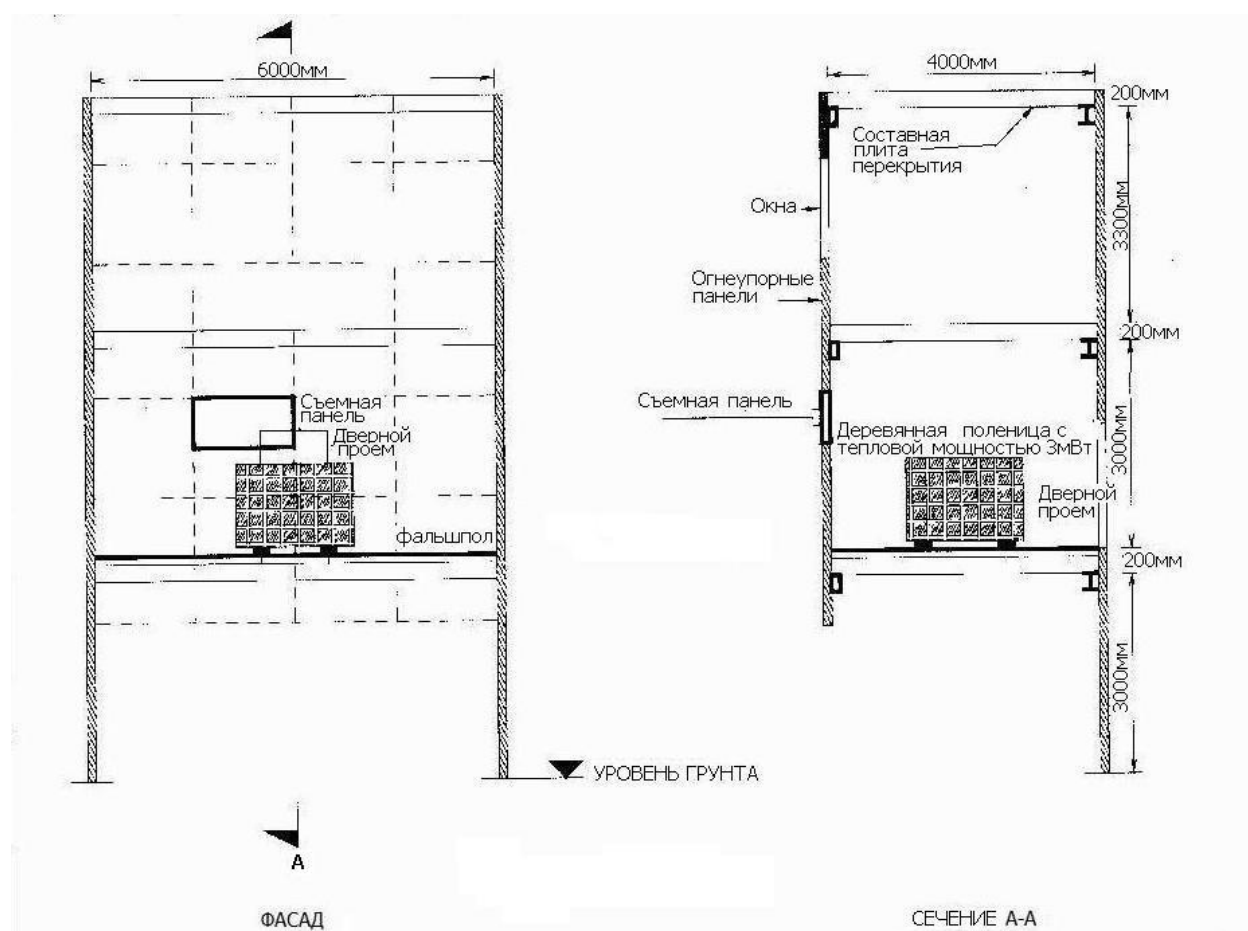 6000мм
Съемная
панель
Дверной
проем
фальшпол
УРОВЕНЬ ГРУНТА
А
ФАСАД
4000мм
200мм
Составная
плита
перекрытия
Окна
3300мм
Огнеупорные
панели
200мм
Съемная панель
Деревянная поленица с
тепловой мощностью 3мВт
3000мм
Дверной
проем
200мм
3000мм
СЕЧЕНИЕ А-А